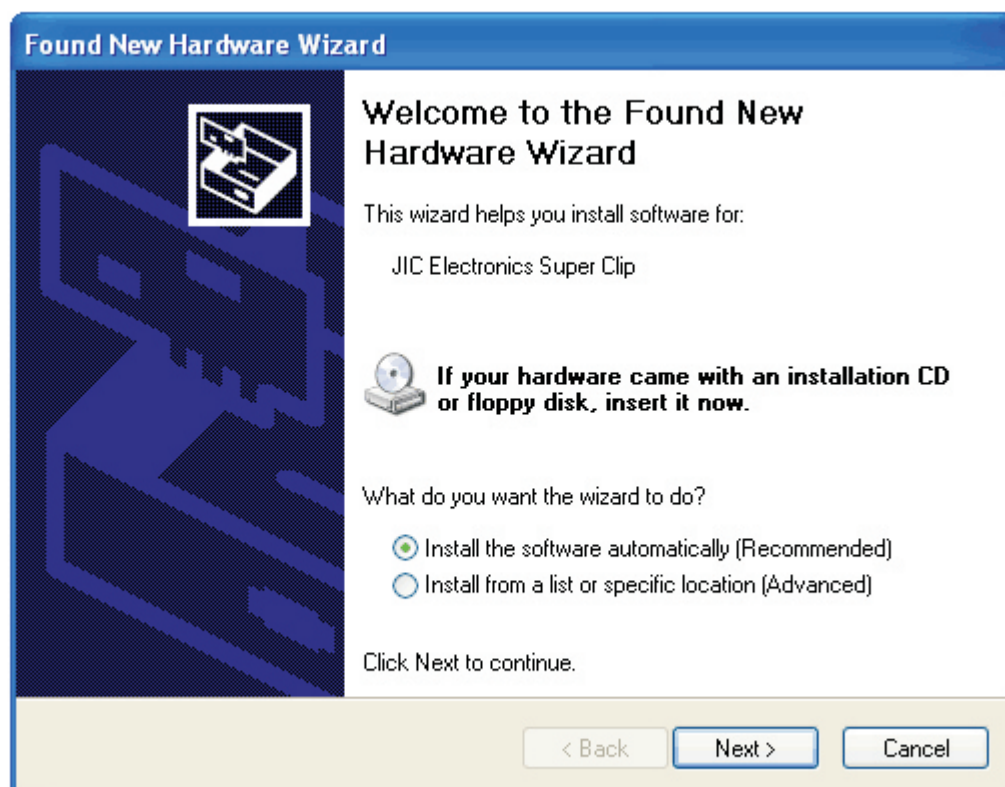 Found New Hardware Wizard
Welcome to the Found New
Hardware Wizard
This wizard helps you install software for:
JIC Electronics Super Clip
If your hardware came with an installation CD
or floppy disk, insert it now.
What do you want the wizard to do?
Install the software automatically (Recommended)
Install from a list or specific location (Advanced)
Click Next to continue.
< Back
Next >
Cancel